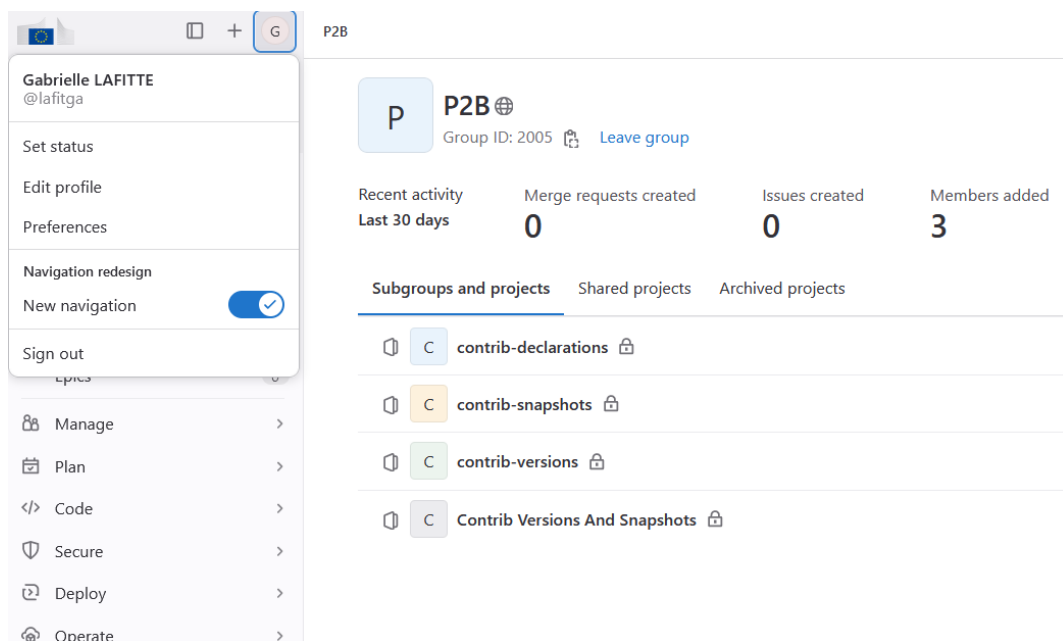 G
P2B
Gabrielle LAFITTE
@lafitga
Set status
Edit profile
Preferences
Navigation redesign
New navigation
Sign out
Epics
Manage
Plan
Code
Secure
Deploy
Operate
P
P2B
Group ID: 2005 Leave group
Recent activity
Last 30 days
Merge requests created
0
Issues created
0
Members added
3
Subgroups and projects Shared projects Archived projects
C contrib-declarations
C contrib-snapshots
C contrib-versions
C Contrib Versions And Snapshots